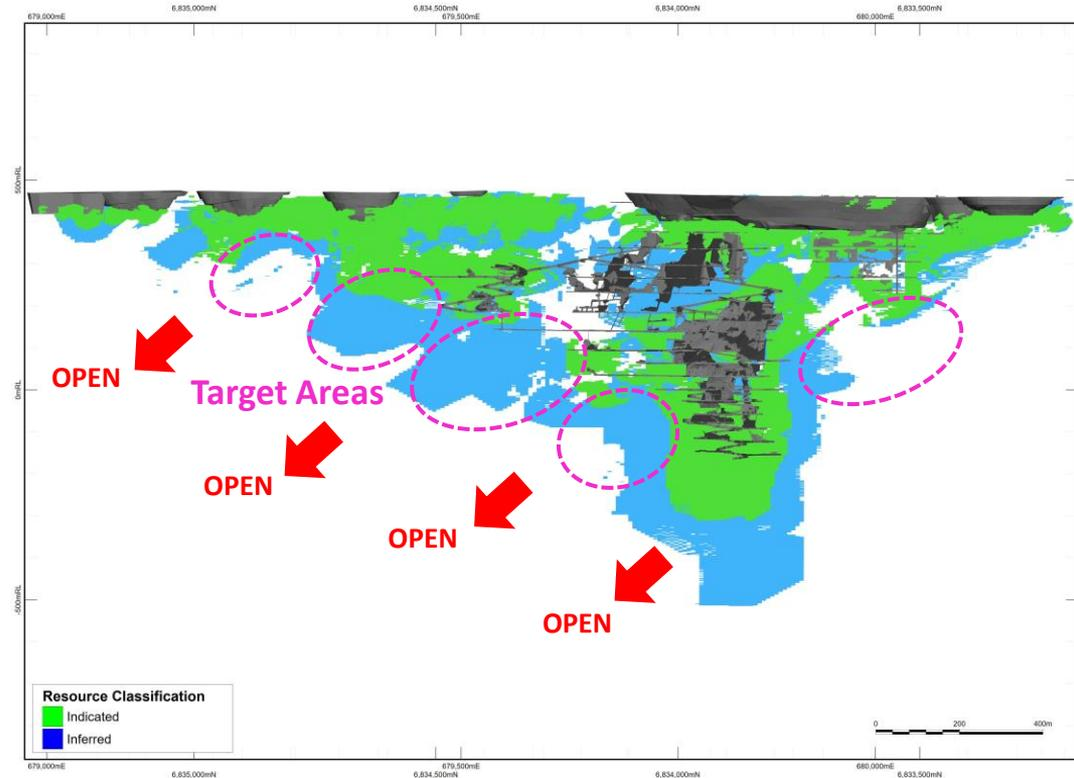 679,000mE
6,835,000mN
6,834,500mN
679,500mE
6,834,000mN
680,000mE
6,833,500mN
500mRL
0mRL
-500mRL
OPEN
Target Areas
OPEN
OPEN
OPEN
Resource Classification
Indicated
Inferred
0 200 400m
679,000mE
6,835,000mN
6,834,500mN
679,500mE
6,834,000mN
680,000mE
6,833,500mN